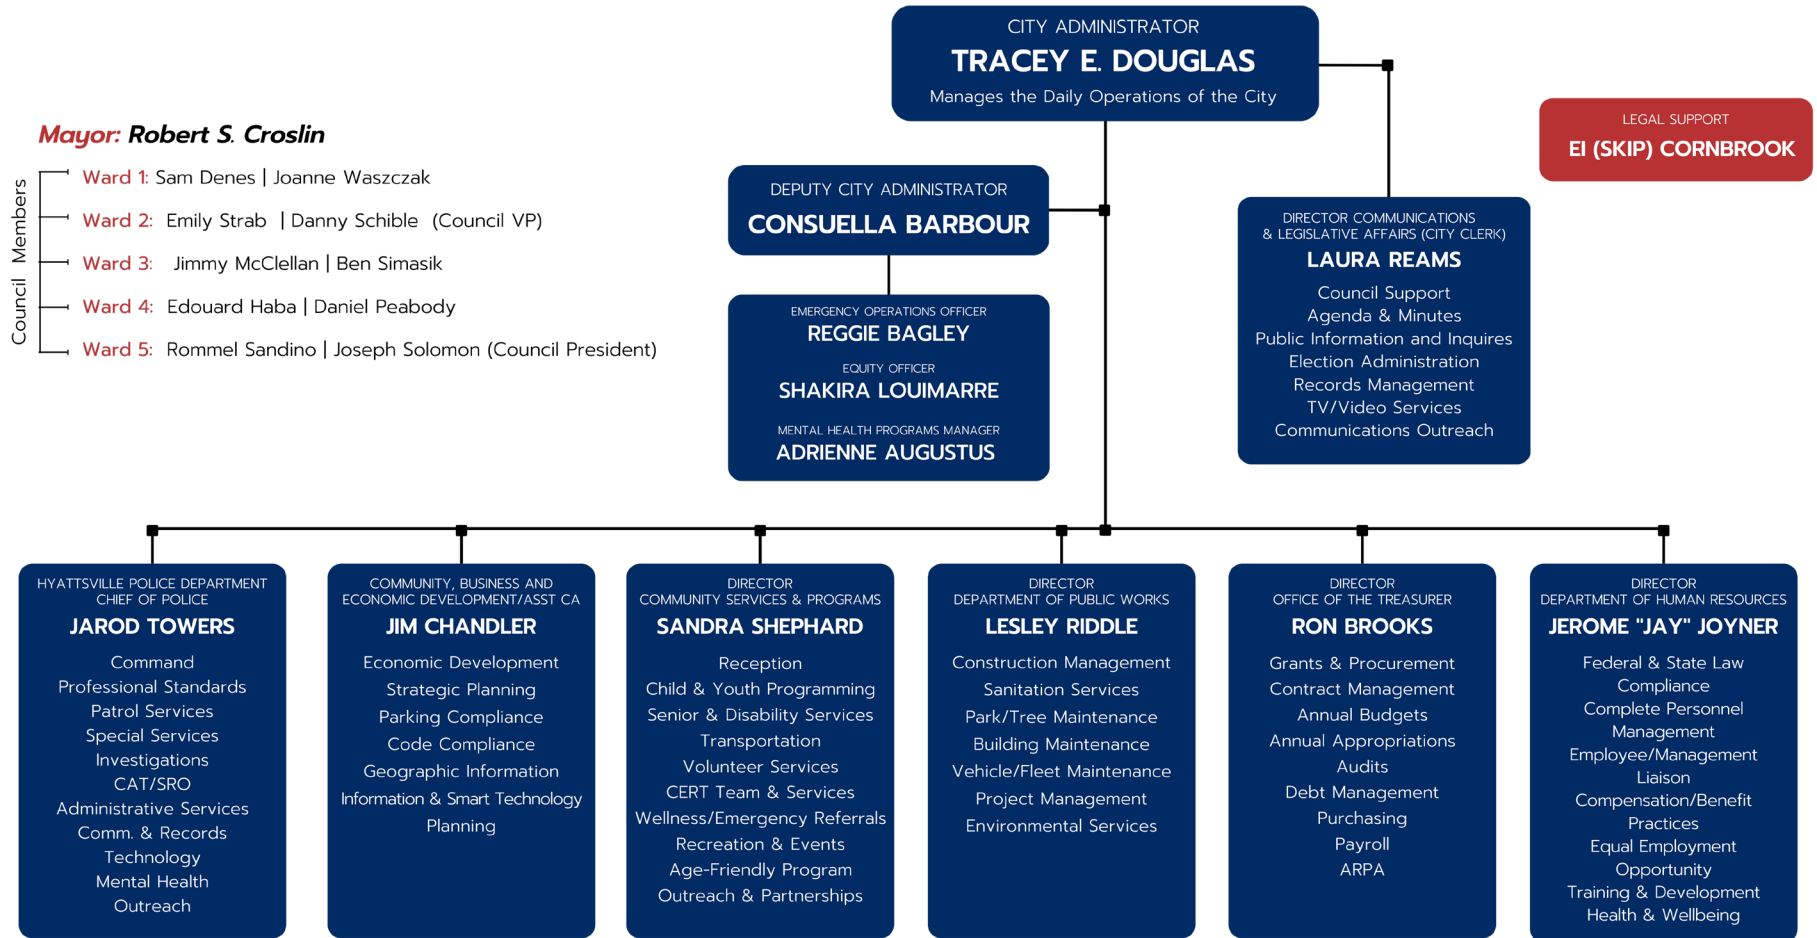 CITY ADMINISTRATOR
TRACEY E. DOUGLAS
Manages the Daily Operations of the City
LEGAL SUPPORT
EI (SKIP) CORNBROOK
Mayor: Robert S. Croslin
Council Members
Ward 1: Sam Denes | Joanne Waszczak
Ward 2: Emily Strab | Danny Schible (Council VP)
Ward 3: Jimmy McClellan | Ben Simasik
Ward 4: Edouard Haba | Daniel Peabody
Ward 5: Rommel Sandino | Joseph Solomon (Council President)
DEPUTY CITY ADMINISTRATOR
CONSUELLA BARBOUR
EMERGENCY OPERATIONS OFFICER
REGGIE BAGLEY
EQUITY OFFICER
SHAKIRA LOUIMARRE
MENTAL HEALTH PROGRAMS MANAGER
ADRIENNE AUGUSTUS
DIRECTOR COMMUNICATIONS
& LEGISLATIVE AFFAIRS (CITY CLERK)
LAURA REAMS
Council Support
Agenda & Minutes
Public Information and Inquires
Election Administration
Records Management
TV/Video Services
Communications Outreach
HYATTSVILLE POLICE DEPARTMENT
CHIEF OF POLICE
JAROD TOWERS
Command
Professional Standards
Patrol Services
Special Services
Investigations
CAT/SRO
Administrative Services
Comm. & Records
Technology
Mental Health
Outreach
COMMUNITY, BUSINESS AND
ECONOMIC DEVELOPMENT/ASST CA
JIM CHANDLER
Economic Development
Strategic Planning
Parking Compliance
Code Compliance
Geographic Information
Information & Smart Technology
Planning
DIRECTOR
COMMUNITY SERVICES & PROGRAMS
SANDRA SHEPHARD
Reception
Child & Youth Programming
Senior & Disability Services
Transportation
Volunteer Services
CERT Team & Services
Wellness/Emergency Referrals
Recreation & Events
Age-Friendly Program
Outreach & Partnerships
DIRECTOR
DEPARTMENT OF PUBLIC WORKS
LESLEY RIDDLE
Construction Management
Sanitation Services
Park/Tree Maintenance
Building Maintenance
Vehicle/Fleet Maintenance
Project Management
Environmental Services
DIRECTOR
OFFICE OF THE TREASURER
RON BROOKS
Grants & Procurement
Contract Management
Annual Budgets
Annual Appropriations
Audits
Debt Management
Purchasing
Payroll
ARPA
DIRECTOR
DEPARTMENT OF HUMAN RESOURCES
JEROME "JAY" JOYNER
Federal & State Law
Compliance
Complete Personnel
Management
Employee/Management
Liaison
Compensation/Benefit
Practices
Equal Employment
Opportunity
Training & Development
Health & Wellbeing